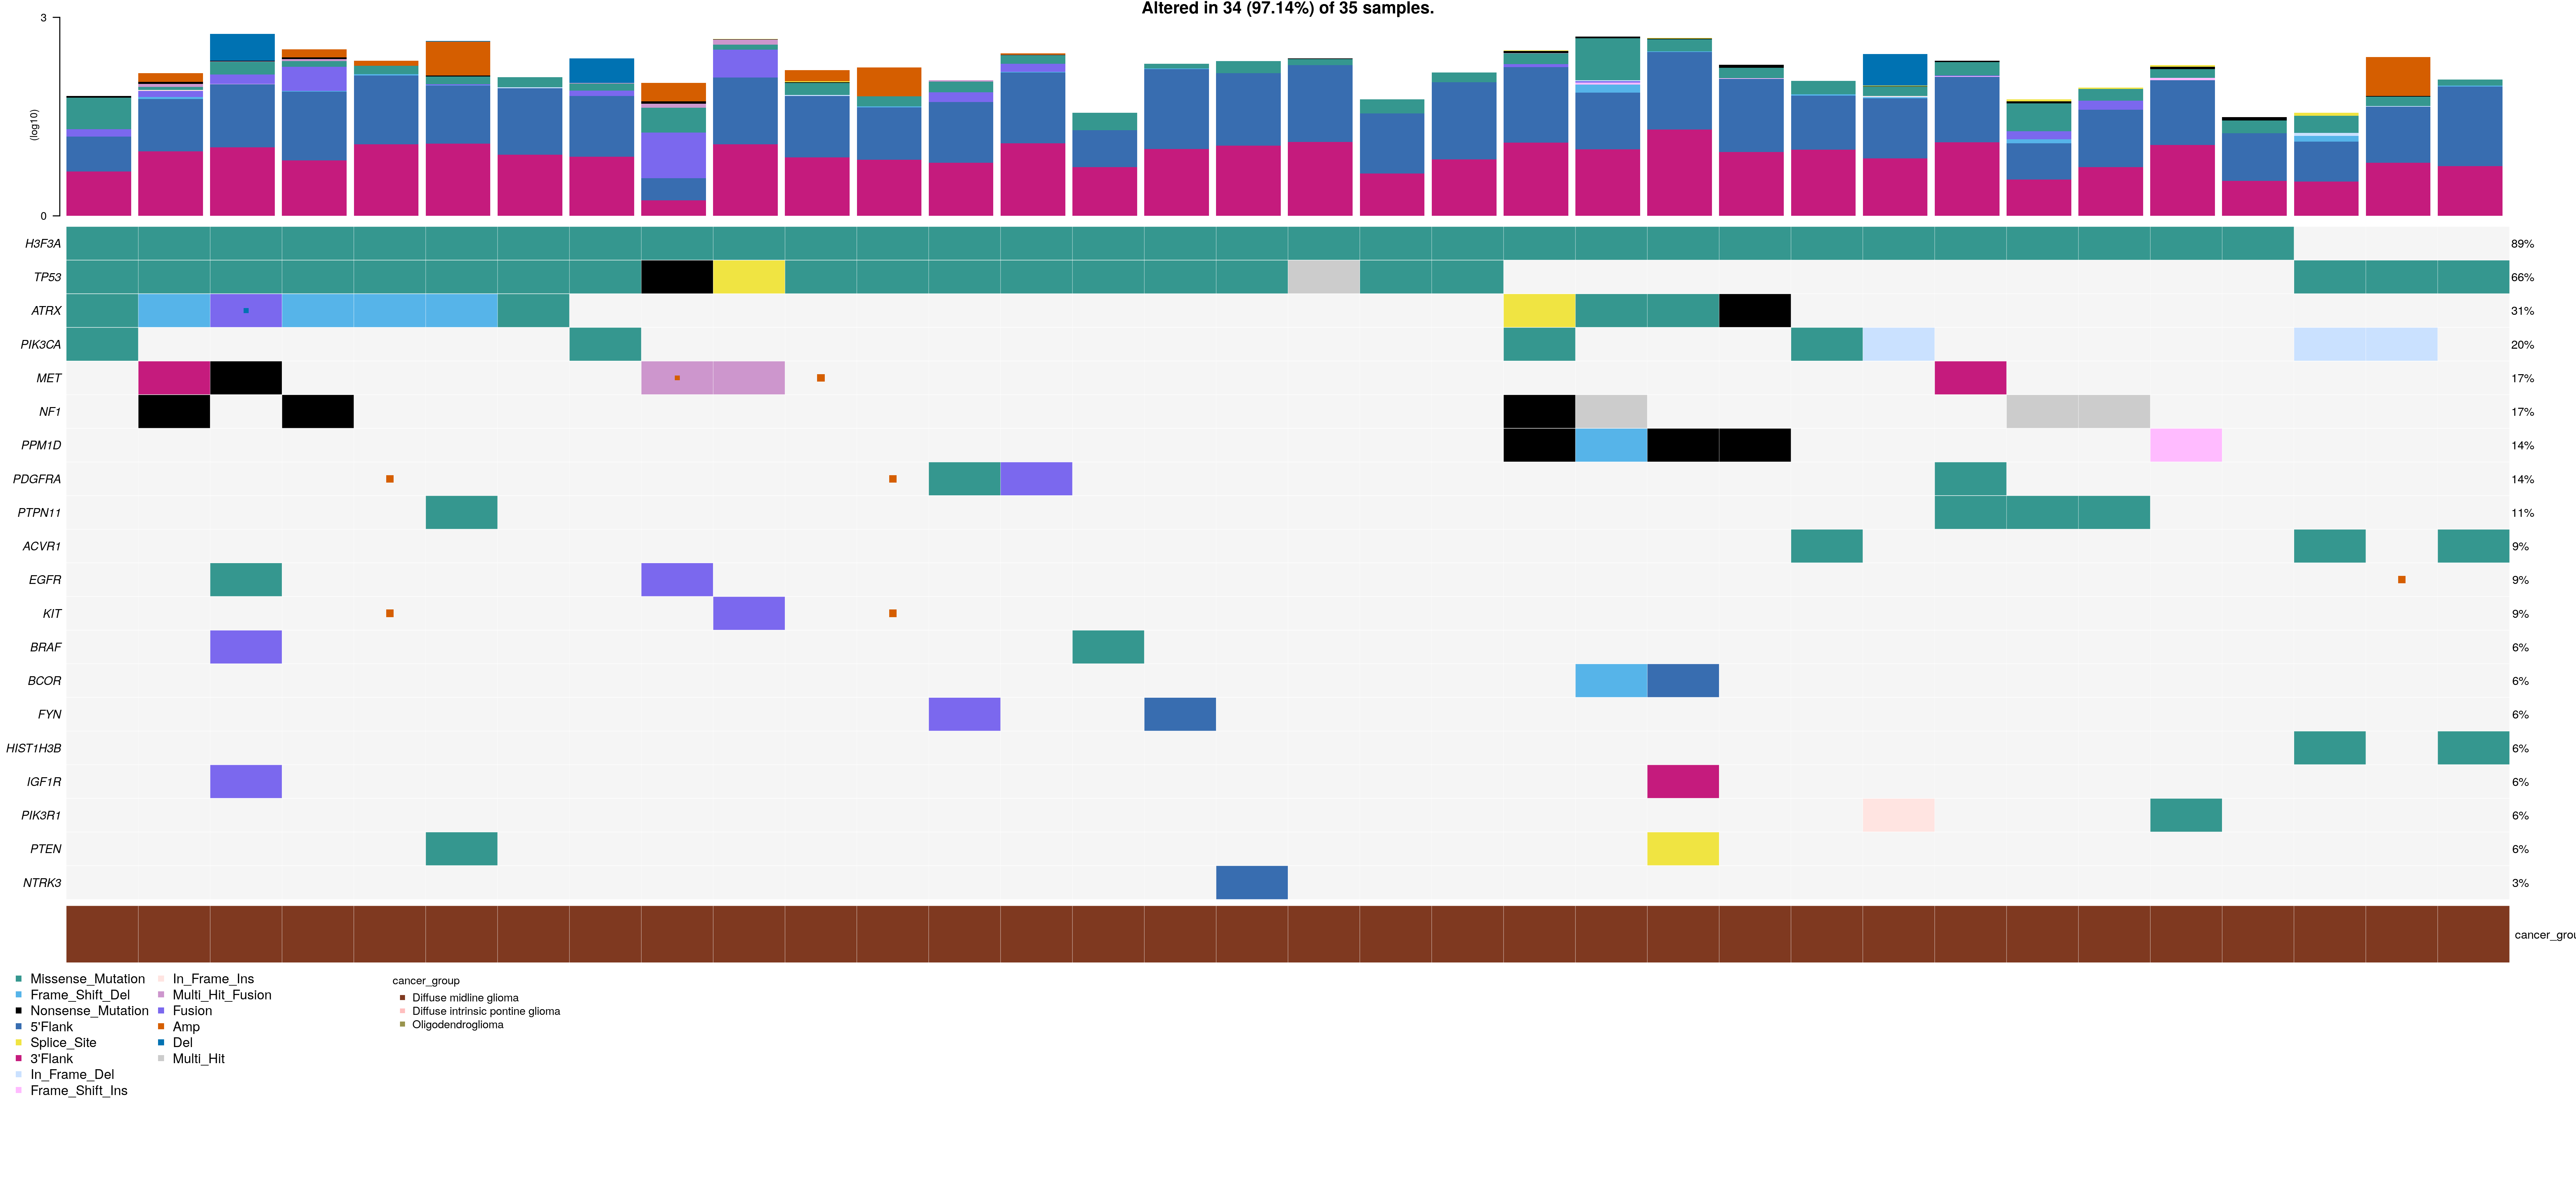 Altered in 34 (97.14%) of 35 samples.
3
(log10)
0
H3F3A 89%
TP53 66%
ATRX 31%
PIK3CA 20%
MET 17%
NF1 17%
PPM1D 14%
PDGFRA 14%
PTPN11 11%
ACVR1 9%
EGFR 9%
KIT 9%
BRAF 6%
BCOR 6%
FYN 6%
HIST1H3B 6%
IGF1R 6%
PIK3R1 6%
PTEN 6%
NTRK3 3%
cancer_grou
Missense_Mutation
Frame_Shift_Del
Nonsense_Mutation
5'Flank
Splice_Site
3'Flank
In_Frame_Del
Frame_Shift_Ins
In_Frame_Ins
Multi_Hit_Fusion
Fusion
Amp
Del
Multi_Hit
cancer_group
Diffuse midline glioma
Diffuse intrinsic pontine glioma
Oligodendroglioma